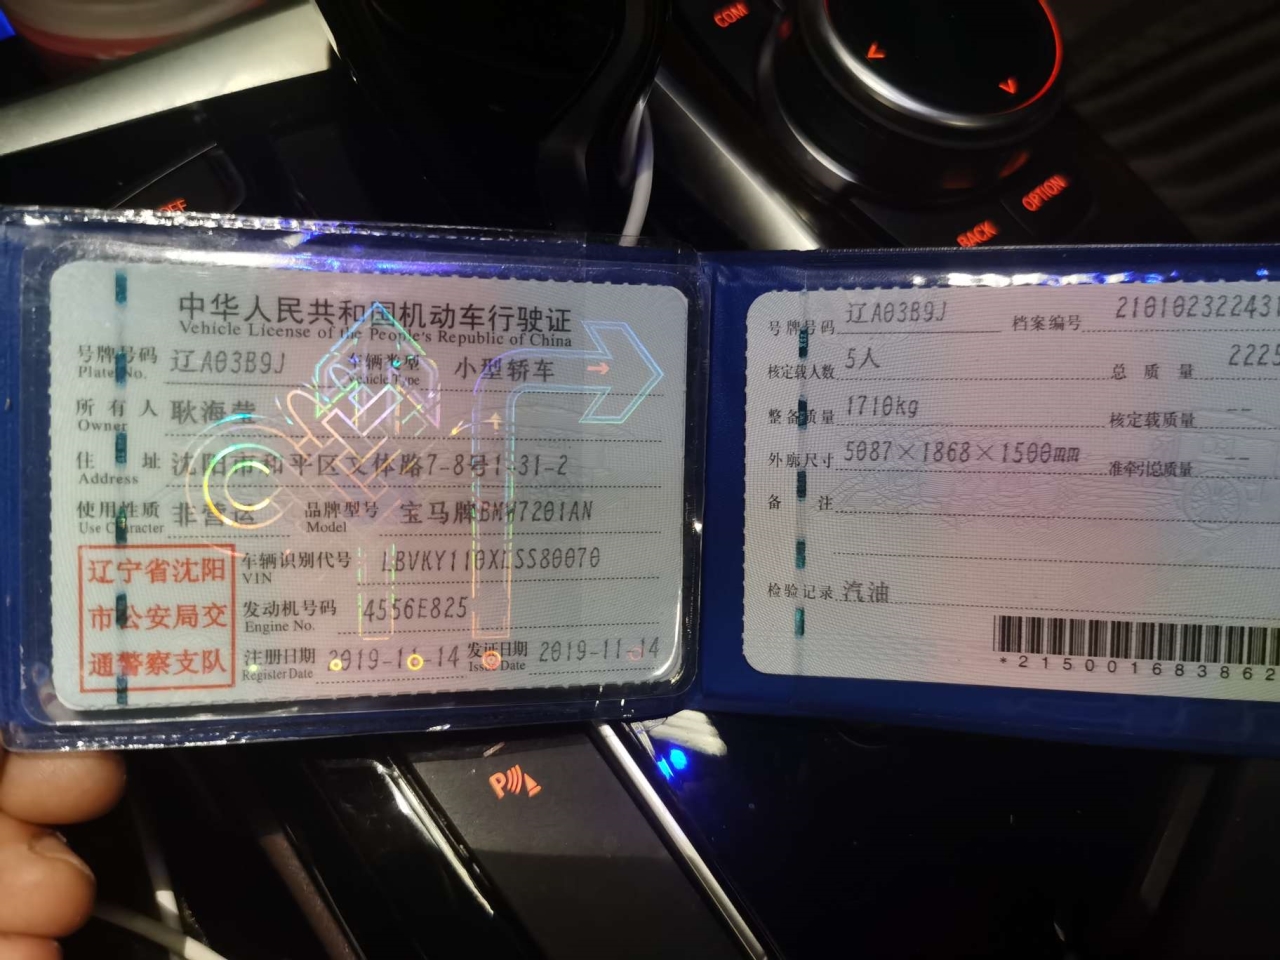 COM
OPTION
BACK
OFF
中华人民共和国机动车行驶证
Vehicle License of the People's Republic of China
号牌号码 辽A03B9J 车辆类型 小型轿车
Plate No. Vehicle Type
所有人 耿海莹
Owner
住址 沈阳市和平区文体路7-8号1-31-2
Address
使用性质 非营运 品牌型号 宝马牌BMW7201AN
Use Character Model
车辆识别代号 LBVKY110XLSS80070
VIN
发动机号码 4556E825
Engine No.
注册日期 2019-11-14 发证日期 2019-11-14
Register Date Issue Date
辽宁省沈阳
市公安局交
通警察支队
号牌号码 辽A03B9J 档案编号 21010232243
核定载人数 5人 总质量 2225
整备质量 1710kg 核定载质量 --
外廓尺寸 5087×1868×1500mm 准牵引总质量 --
备注
检验记录 汽油
*215001683862
P